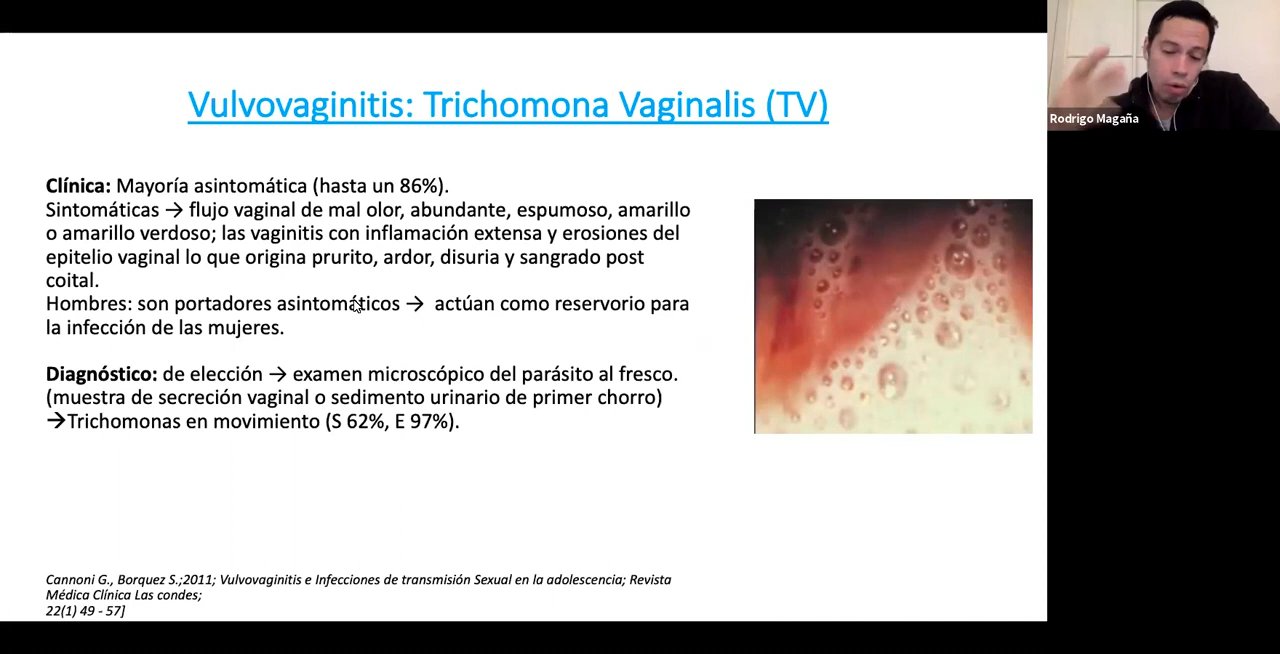 Vulvovaginitis: Trichomona Vaginalis (TV)
Rodrigo Magaña
Clínica: Mayoría asintomática (hasta un 86%).
Sintomáticas → flujo vaginal de mal olor, abundante, espumoso, amarillo
o amarillo verdoso; las vaginitis con inflamación extensa y erosiones del
epitelio vaginal lo que origina prurito, ardor, disuria y sangrado post
coital.
Hombres: son portadores asintomáticos → actúan como reservorio para
la infección de las mujeres.
Diagnóstico: de elección → examen microscópico del parásito al fresco.
(muestra de secreción vaginal o sedimento urinario de primer chorro)
→Trichomonas en movimiento (S 62%, E 97%).
Cannoni G., Borquez S.;2011; Vulvovaginitis e Infecciones de transmisión Sexual en la adolescencia; Revista
Médica Clínica Las condes;
22(1) 49 - 57]